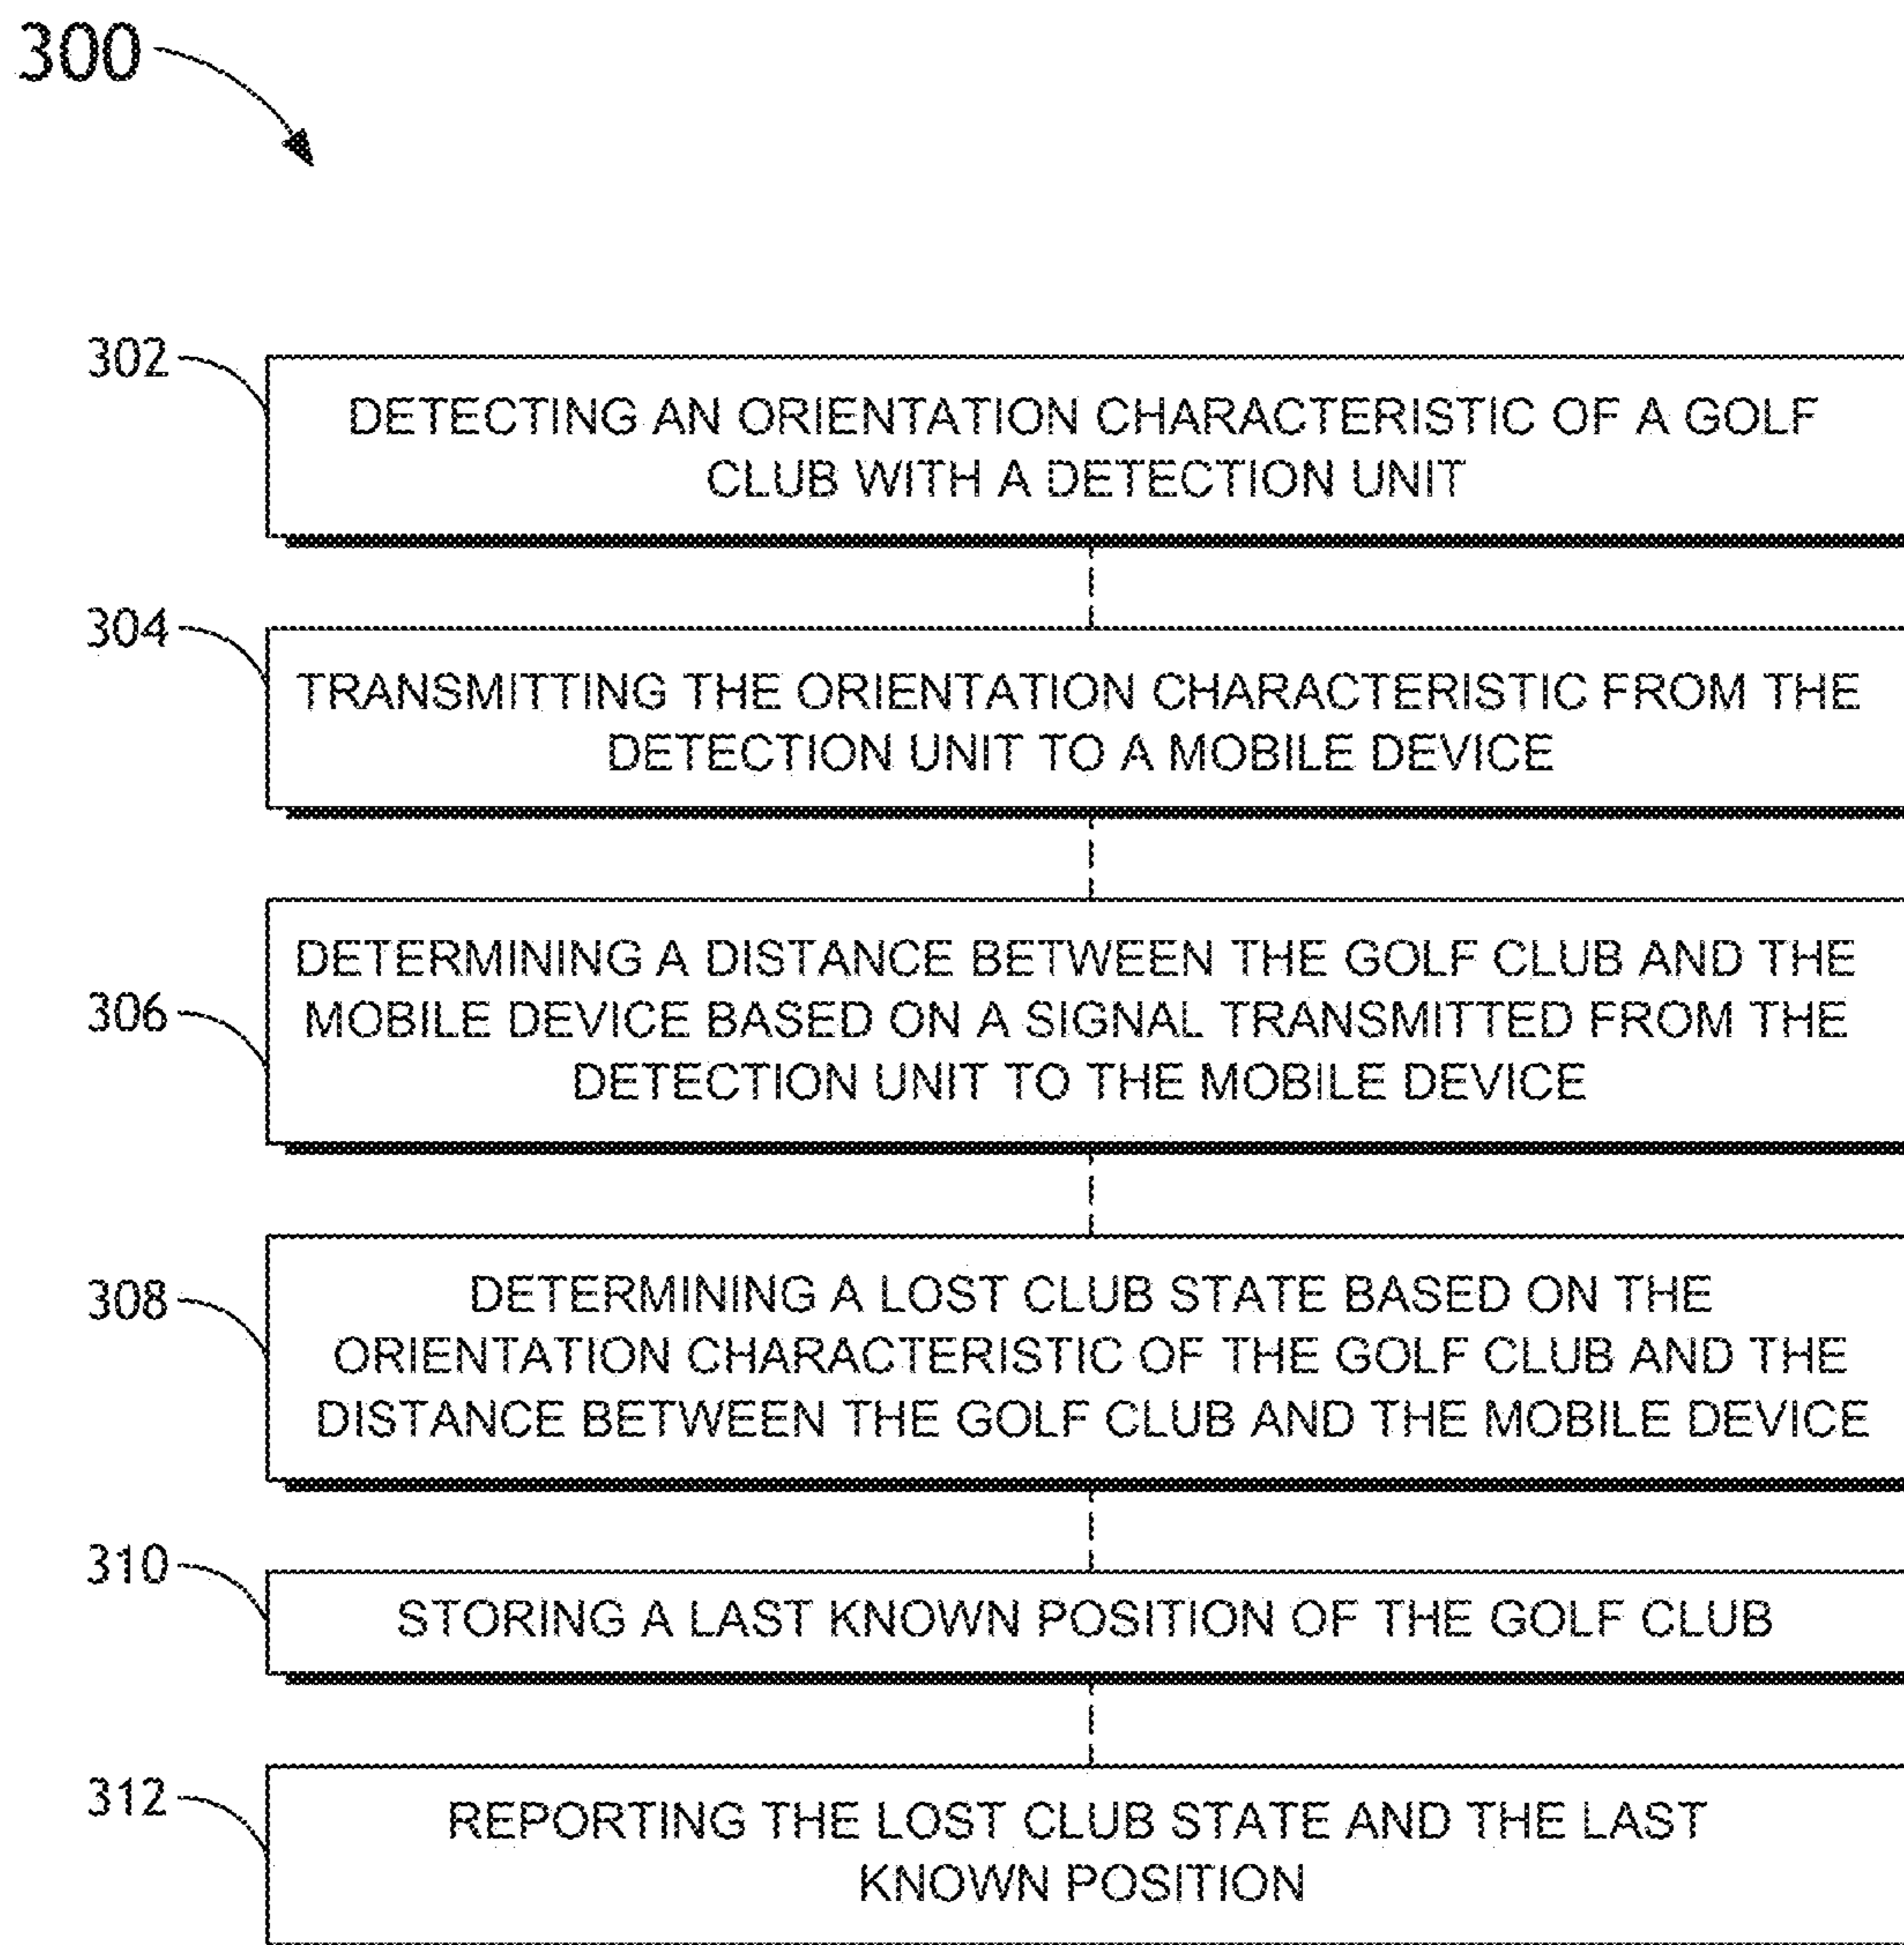 300
302
DETECTING AN ORIENTATION CHARACTERISTIC OF A GOLF
CLUB WITH A DETECTION UNIT
304
TRANSMITTING THE ORIENTATION CHARACTERISTIC FROM THE
DETECTION UNIT TO A MOBILE DEVICE
306
DETERMINING A DISTANCE BETWEEN THE GOLF CLUB AND THE
MOBILE DEVICE BASED ON A SIGNAL TRANSMITTED FROM THE
DETECTION UNIT TO THE MOBILE DEVICE
308
DETERMINING A LOST CLUB STATE BASED ON THE
ORIENTATION CHARACTERISTIC OF THE GOLF CLUB AND THE
DISTANCE BETWEEN THE GOLF CLUB AND THE MOBILE DEVICE
310
STORING A LAST KNOWN POSITION OF THE GOLF CLUB
312
REPORTING THE LOST CLUB STATE AND THE LAST
KNOWN POSITION